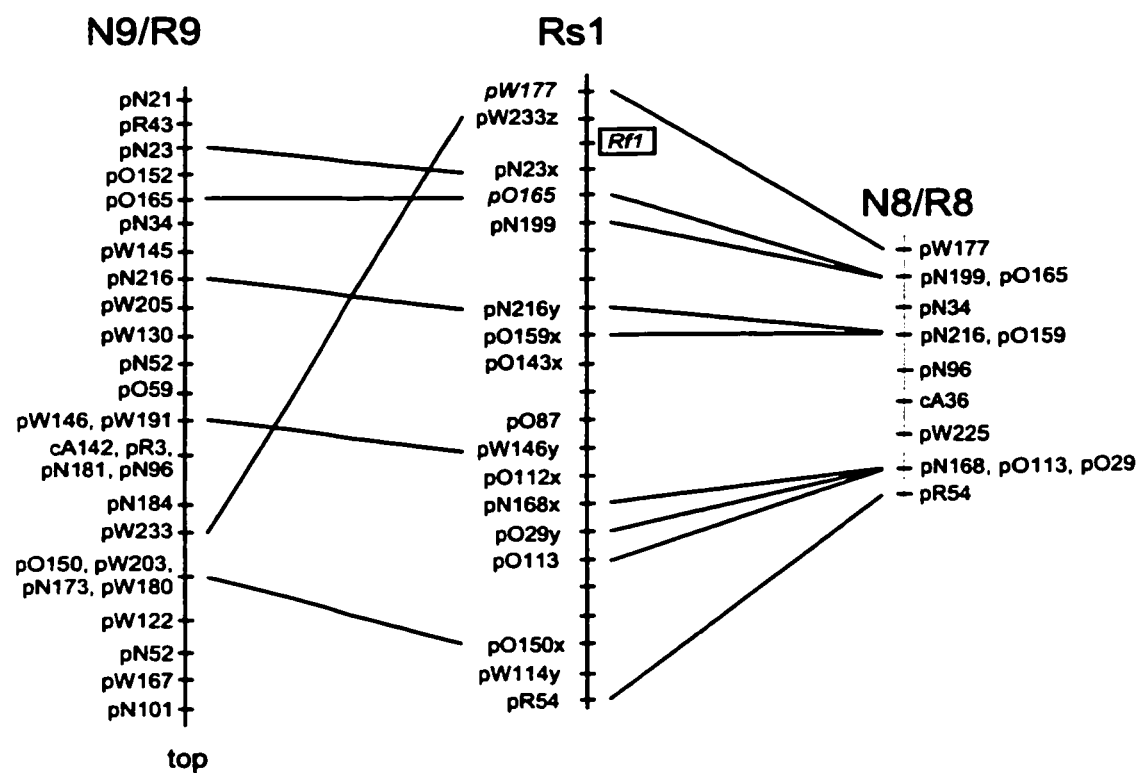 N9/R9
pN21
pR43
pN23
pO152
pO165
pN34
pW145
pN216
pW205
pW130
pN52
pO59
pW146, pW191
cA142, pR3,
pN181, pN96
pN184
pW233
pO150, pW203,
pN173, pW180
pW122
pN52
pW167
pN101
top
Rs1
pW177
pW233z
Rf1
pN23x
pO165
pN199
pN216y
pO159x
pO143x
pO87
pW146y
pO112x
pN168x
pO29y
pO113
pO150x
pW114y
pR54
N8/R8
pW177
pN199, pO165
pN34
pN216, pO159
pN96
cA36
pW225
pN168, pO113, pO29
pR54